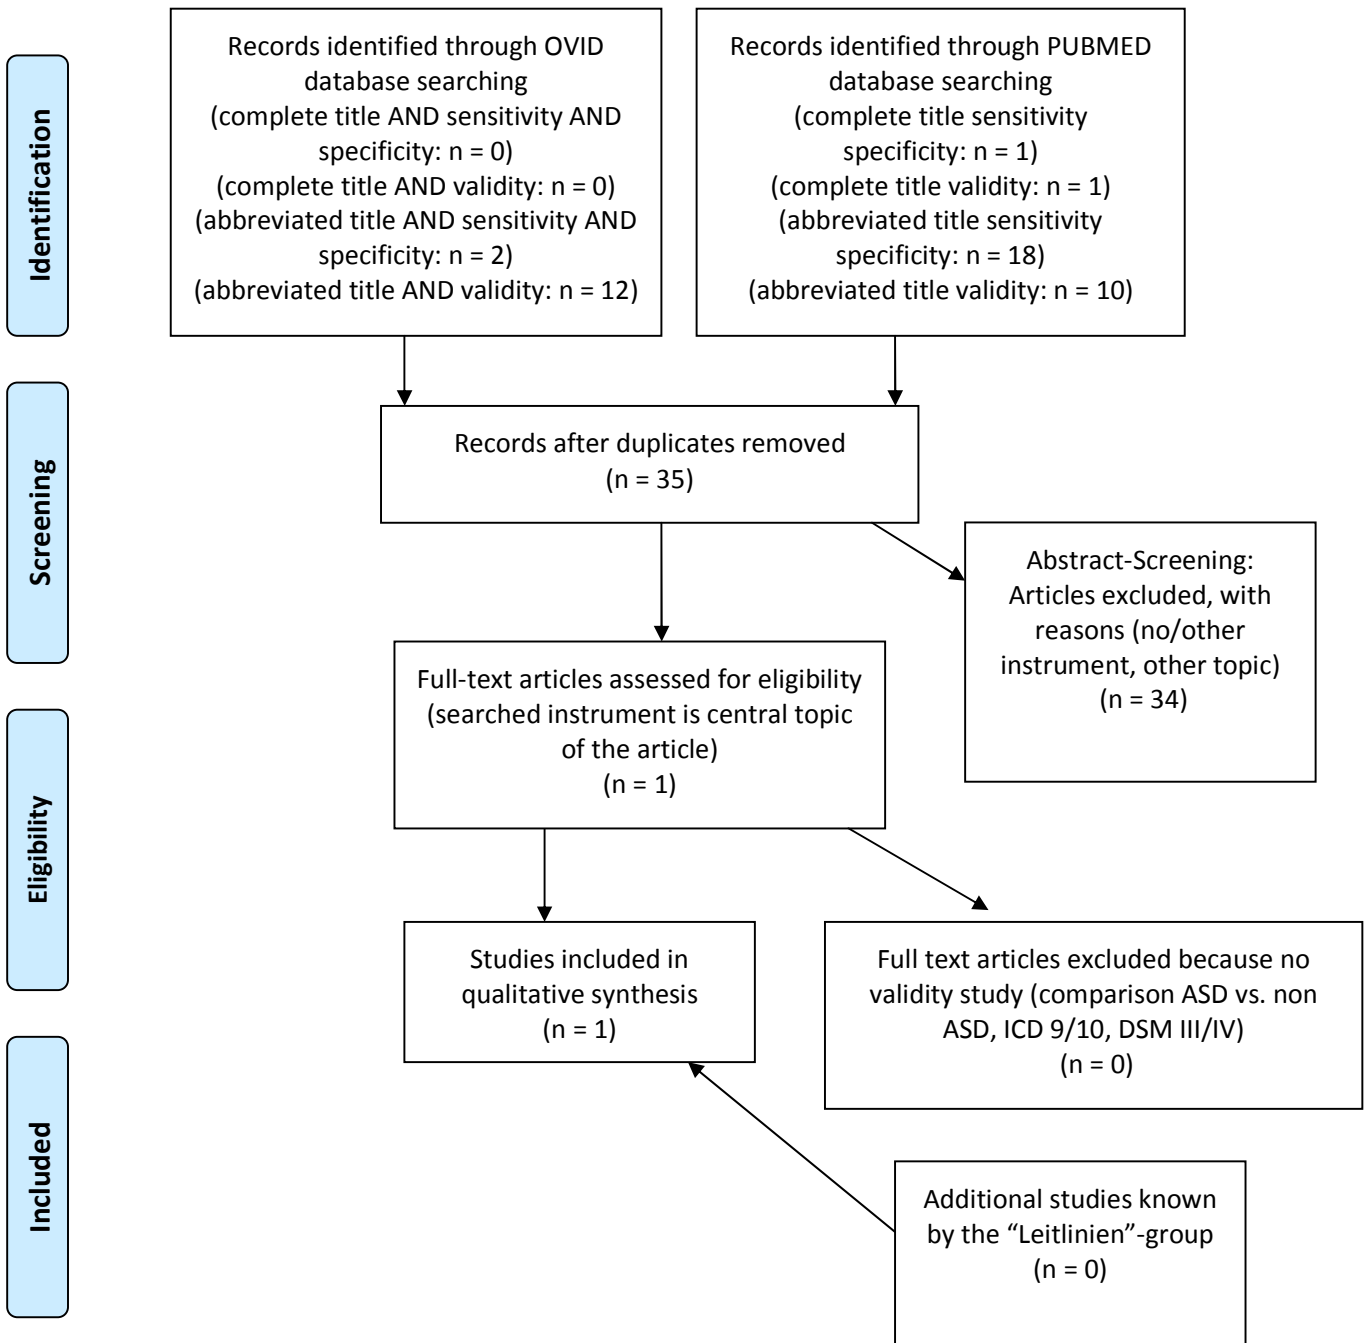 Identification
Records identified through OVID
database searching
(complete title AND sensitivity AND
specificity: n = 0)
(complete title AND validity: n = 0)
(abbreviated title AND sensitivity AND
specificity: n = 2)
(abbreviated title AND validity: n = 12)
Records identified through PUBMED
database searching
(complete title sensitivity
specificity: n = 1)
(complete title validity: n = 1)
(abbreviated title sensitivity
specificity: n = 18)
(abbreviated title validity: n = 10)
Screening
Records after duplicates removed
(n = 35)
Abstract-Screening:
Articles excluded, with
reasons (no/other
instrument, other topic)
(n = 34)
Eligibility
Full-text articles assessed for eligibility
(searched instrument is central topic
of the article)
(n = 1)
Studies included in
qualitative synthesis
(n = 1)
Full text articles excluded because no
validity study (comparison ASD vs. non
ASD, ICD 9/10, DSM III/IV)
(n = 0)
Included
Additional studies known
by the “Leitlinien”-group
(n = 0)